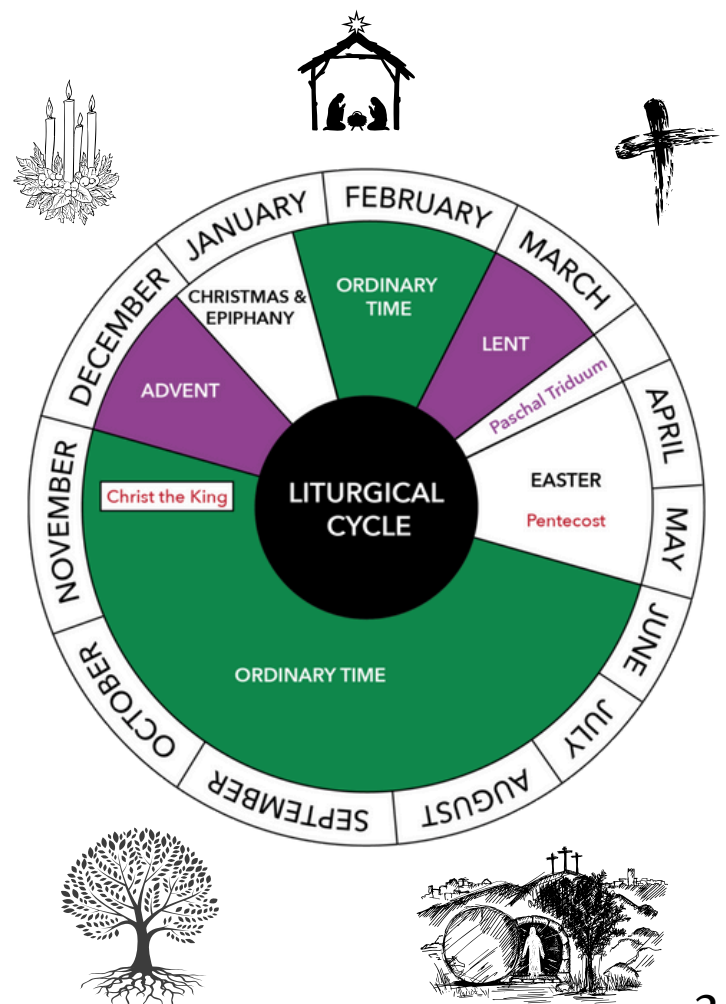 JANUARY
FEBRUARY
MARCH
APRIL
MAY
JUNE
JULY
AUGUST
SEPTEMBER
OCTOBER
NOVEMBER
DECEMBER
CHRISTMAS &
EPIPHANY
ORDINARY
TIME
LENT
Paschal Triduum
EASTER
Pentecost
ORDINARY TIME
Christ the King
ADVENT
LITURGICAL
CYCLE